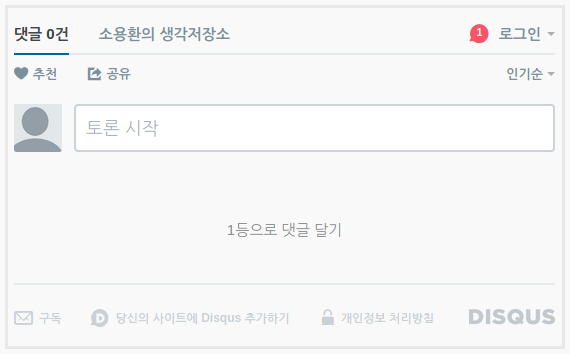 댓글 0건 소용환의 생각저장소 1 로그인
추천 공유 인기순
토론 시작
1등으로 댓글 달기
구독 당신의 사이트에 Disqus 추가하기 개인정보 처리방침 DISQUS